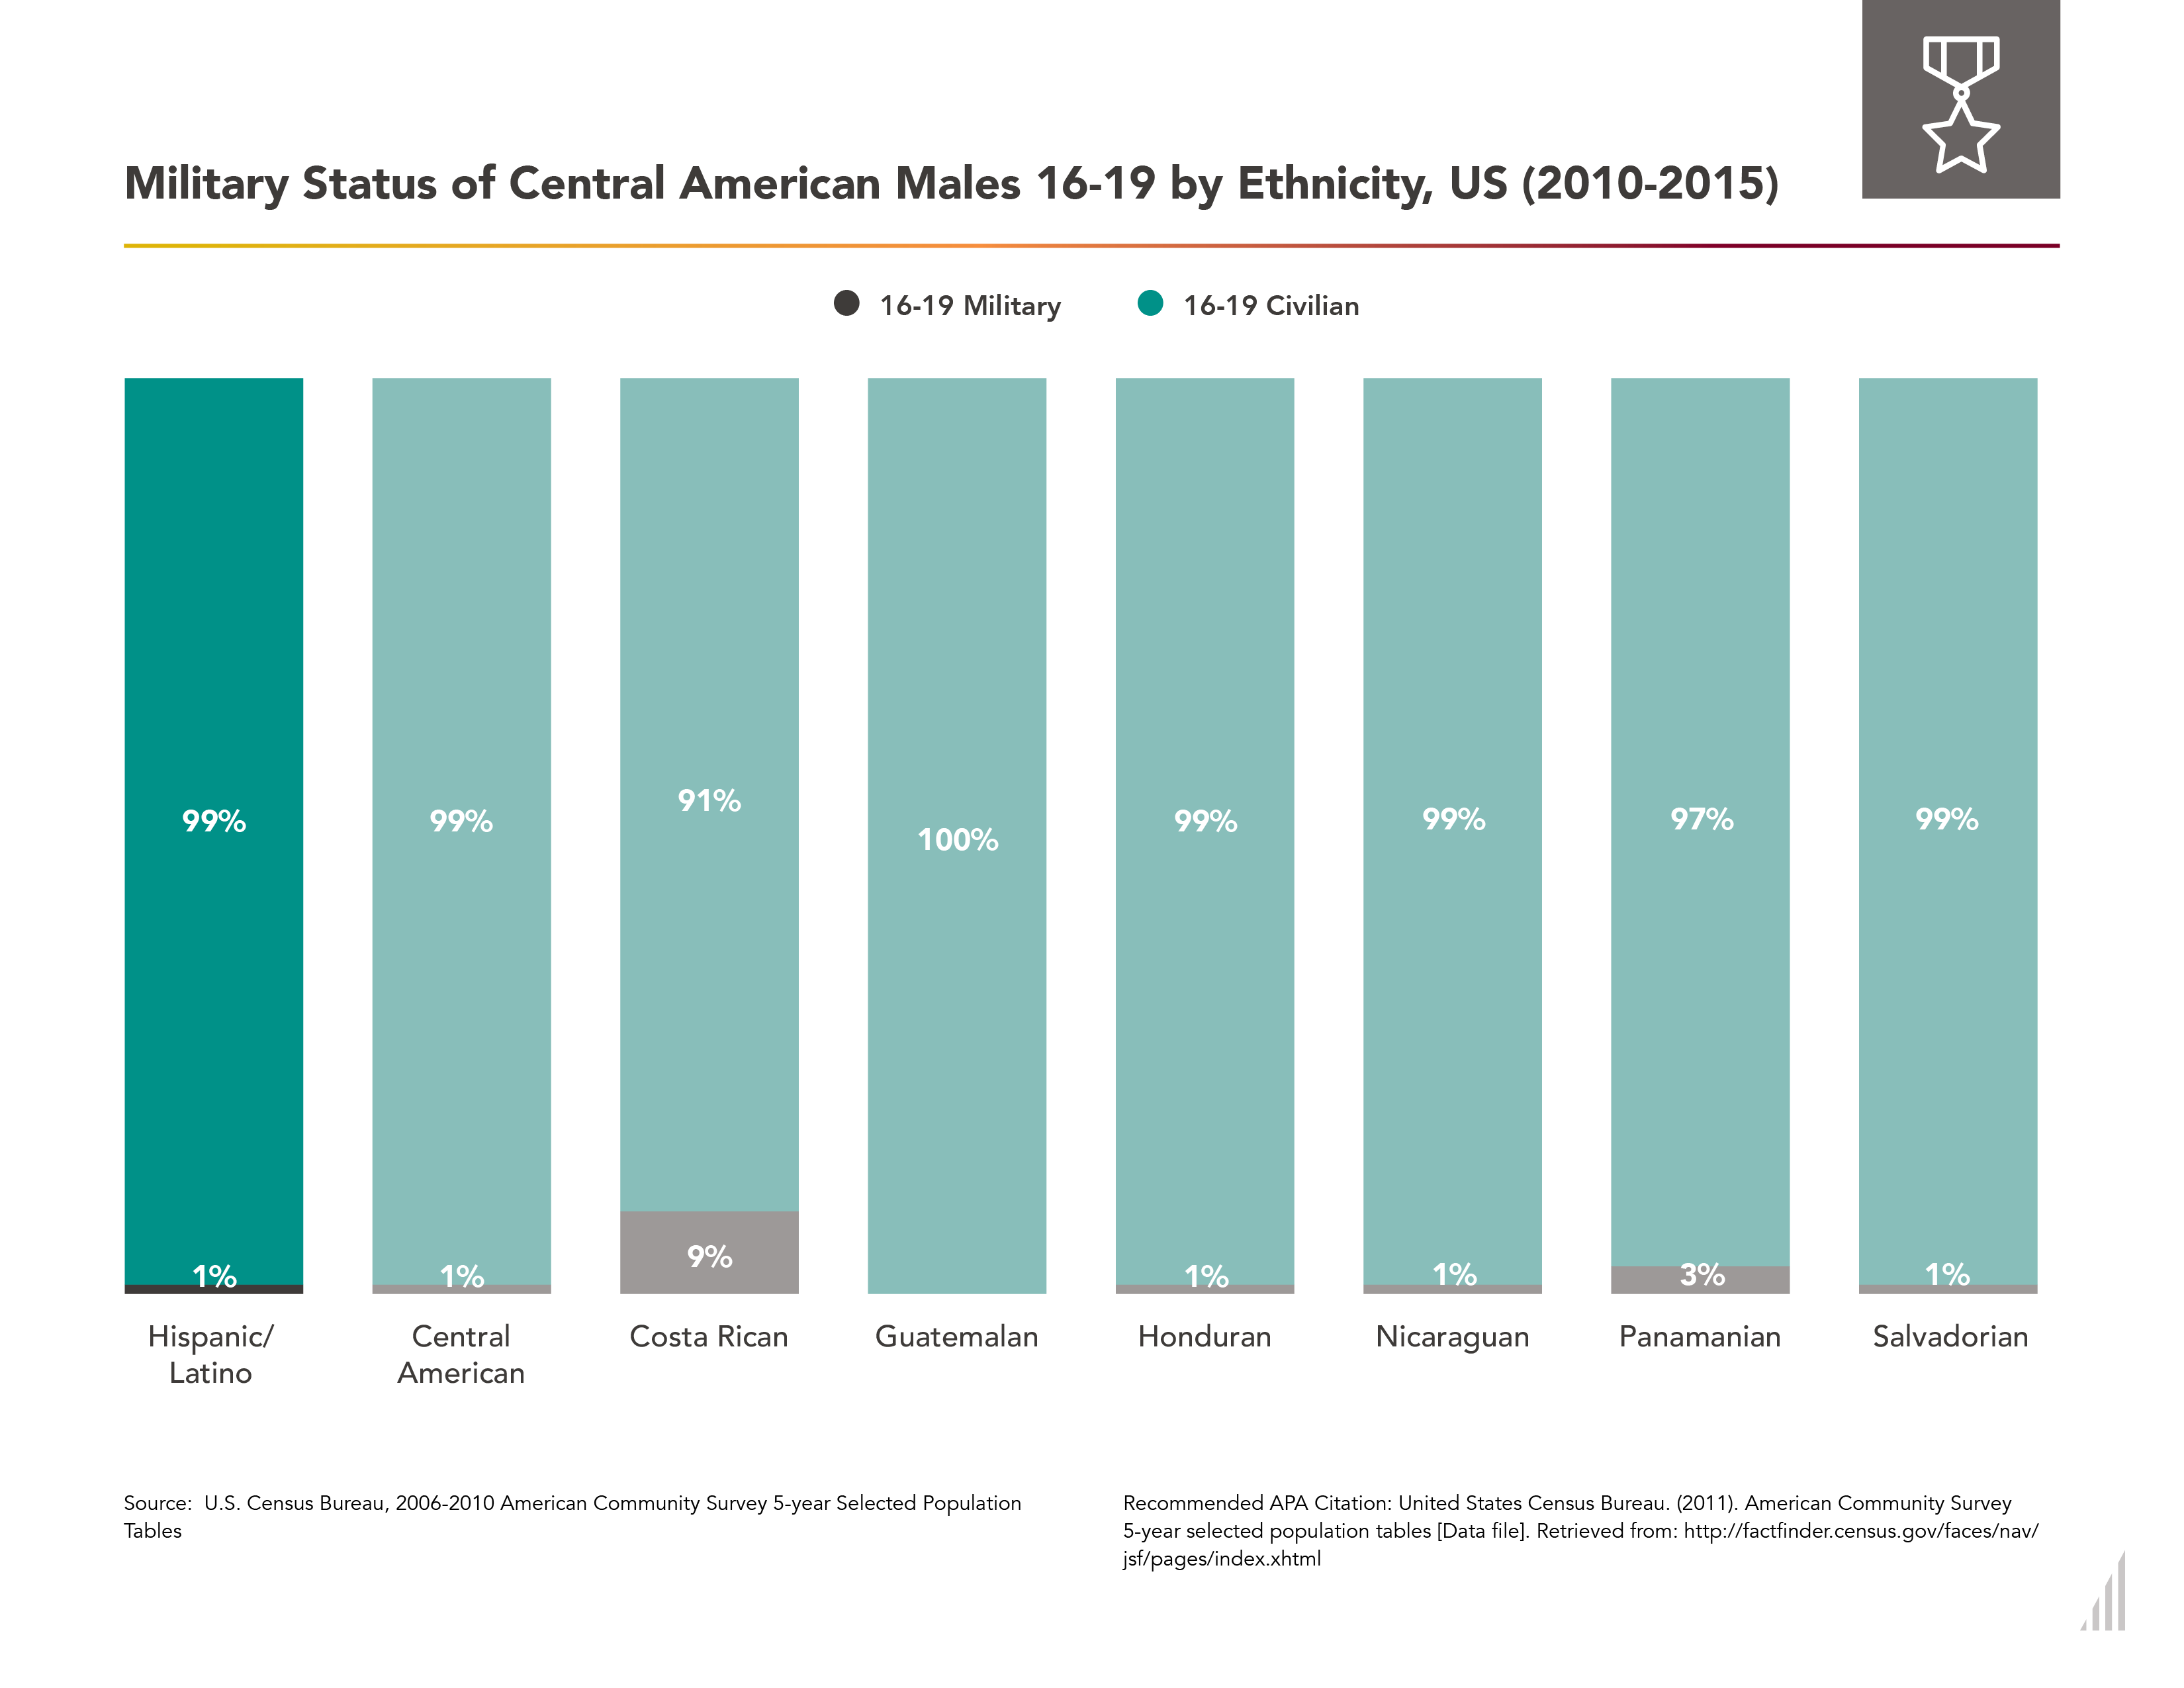 Military Status of Central American Males 16-19 by Ethnicity, US (2010-2015)
16-19 Military
16-19 Civilian
99%
99%
91%
100%
99%
99%
97%
99%
1%
1%
9%
1%
1%
3%
1%
Hispanic/
Latino
Central
American
Costa Rican
Guatemalan
Honduran
Nicaraguan
Panamanian
Salvadorian
Source:  U.S. Census Bureau, 2006-2010 American Community Survey 5-year Selected Population
Tables
Recommended APA Citation: United States Census Bureau. (2011). American Community Survey
5-year selected population tables [Data file]. Retrieved from: http://factfinder.census.gov/faces/nav/
jsf/pages/index.xhtml